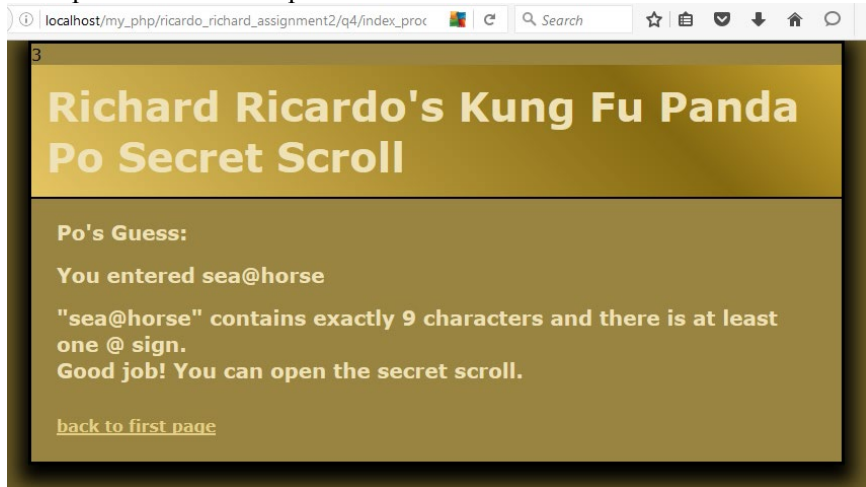 localhost/my_php/ricardo_richard_assignment2/q4/index_proc
Search
3
Richard Ricardo's Kung Fu Panda
Po Secret Scroll
Po's Guess:
You entered sea@horse
"sea@horse" contains exactly 9 characters and there is at least
one @ sign.
Good job! You can open the secret scroll.
back to first page